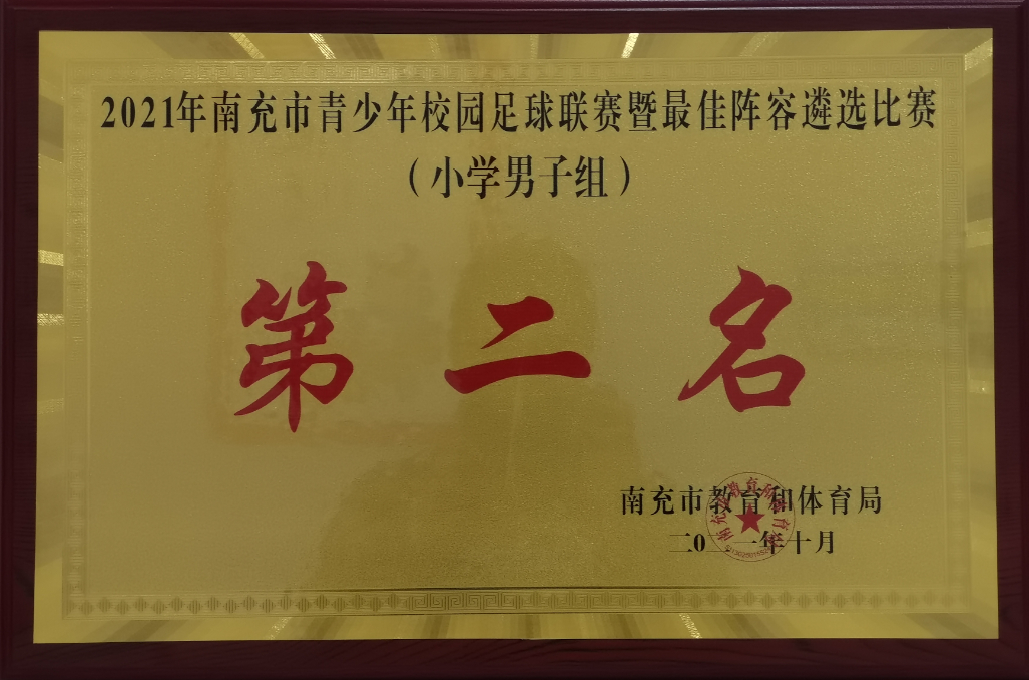 2021年南充市青少年校园足球联赛暨最佳阵容遴选比赛
（小学男子组）
第二名
南充市教育和体育局
二0二一年十月